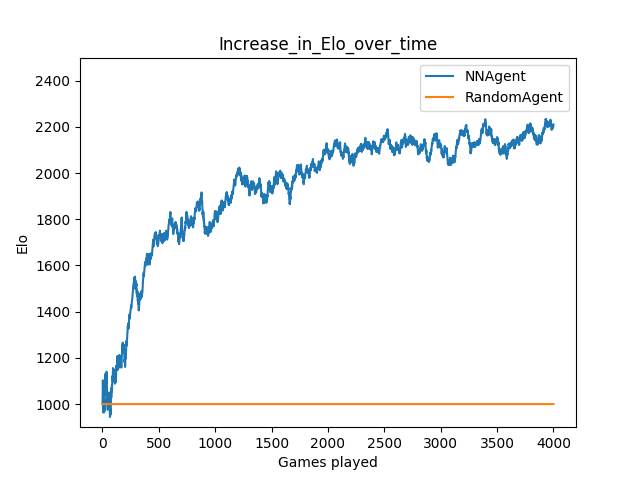 Increase_in_Elo_over_time
NNAgent
RandomAgent
2400
2200
2000
1800
1600
1400
1200
1000
Elo
0 500 1000 1500 2000 2500 3000 3500 4000
Games played